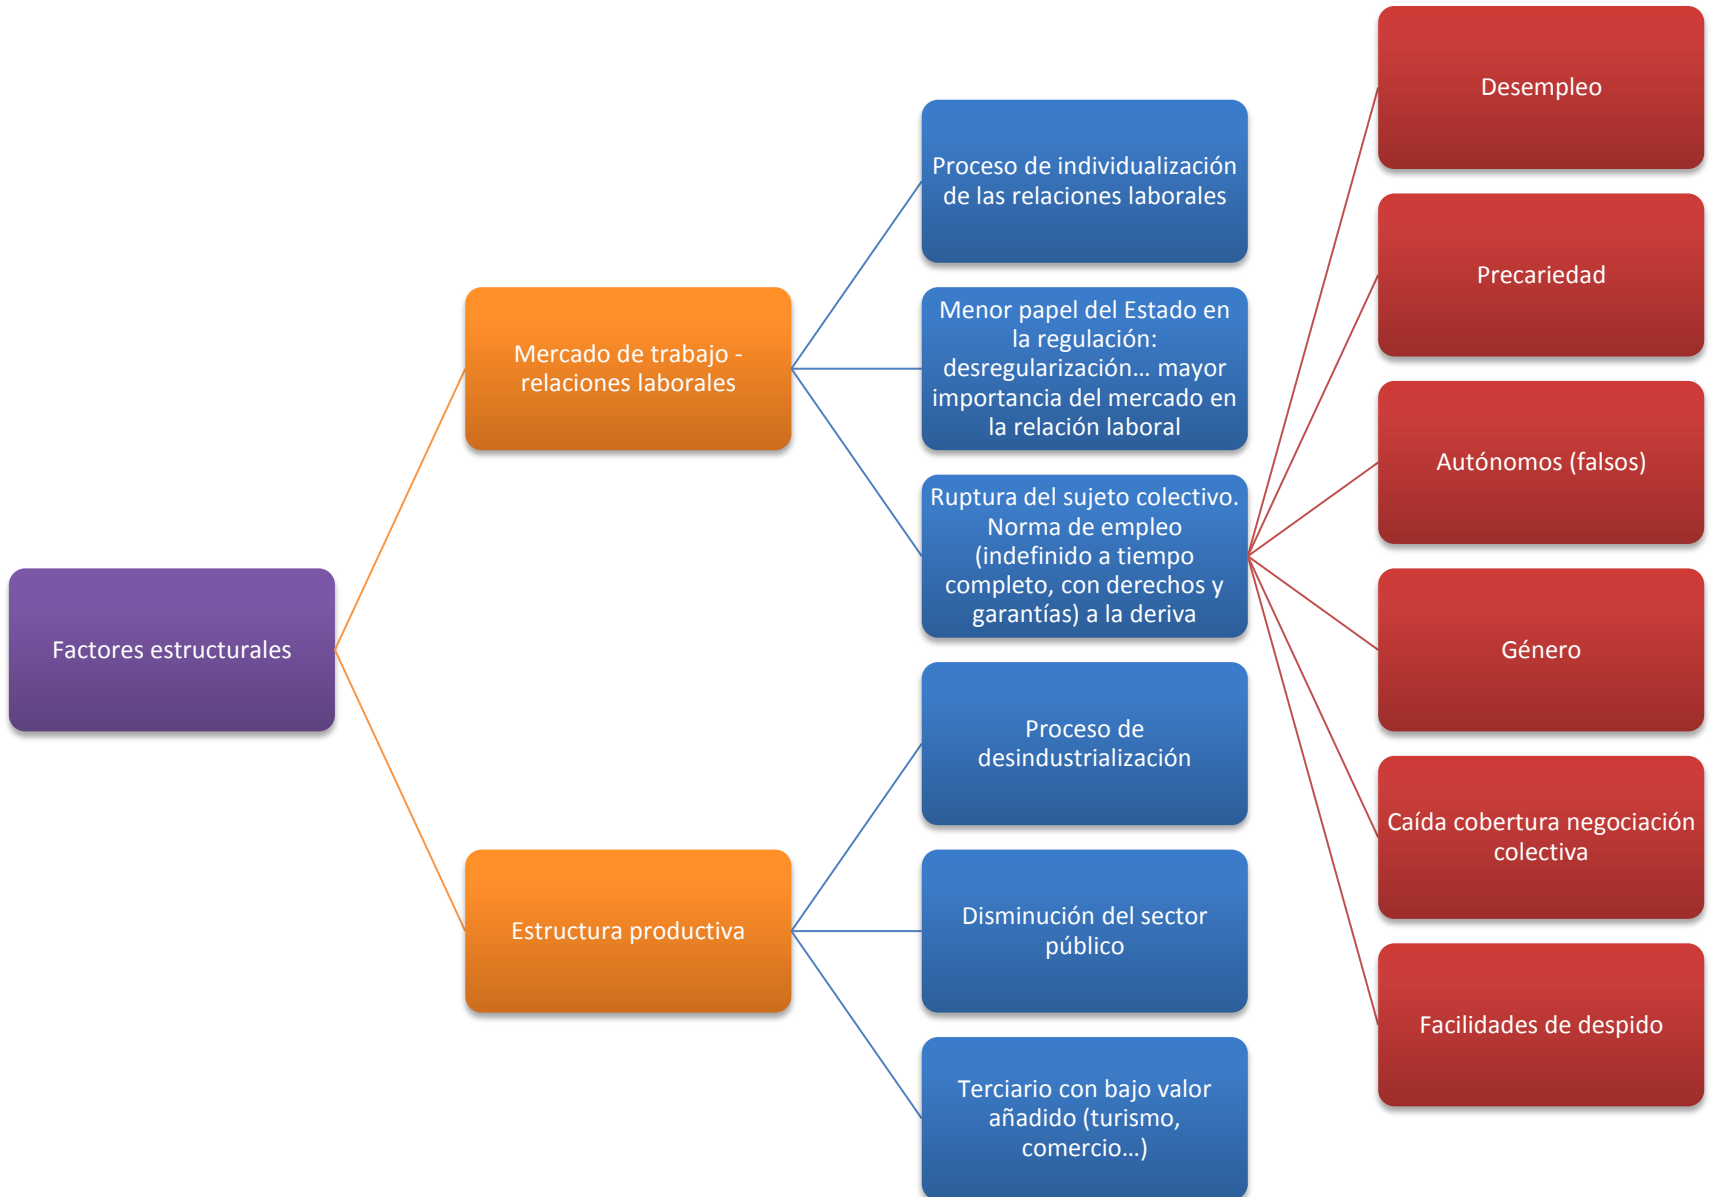 Factores estructurales
Mercado de trabajo -
relaciones laborales
Proceso de individualización
de las relaciones laborales
Menor papel del Estado en
la regulación:
desregularización... mayor
importancia del mercado en
la relación laboral
Ruptura del sujeto colectivo.
Norma de empleo
(indefinido a tiempo
completo, con derechos y
garantías) a la deriva
Desempleo
Precariedad
Autónomos (falsos)
Género
Caída cobertura negociación
colectiva
Facilidades de despido
Estructura productiva
Proceso de
desindustrialización
Disminución del sector
público
Terciario con bajo valor
añadido (turismo,
comercio...)